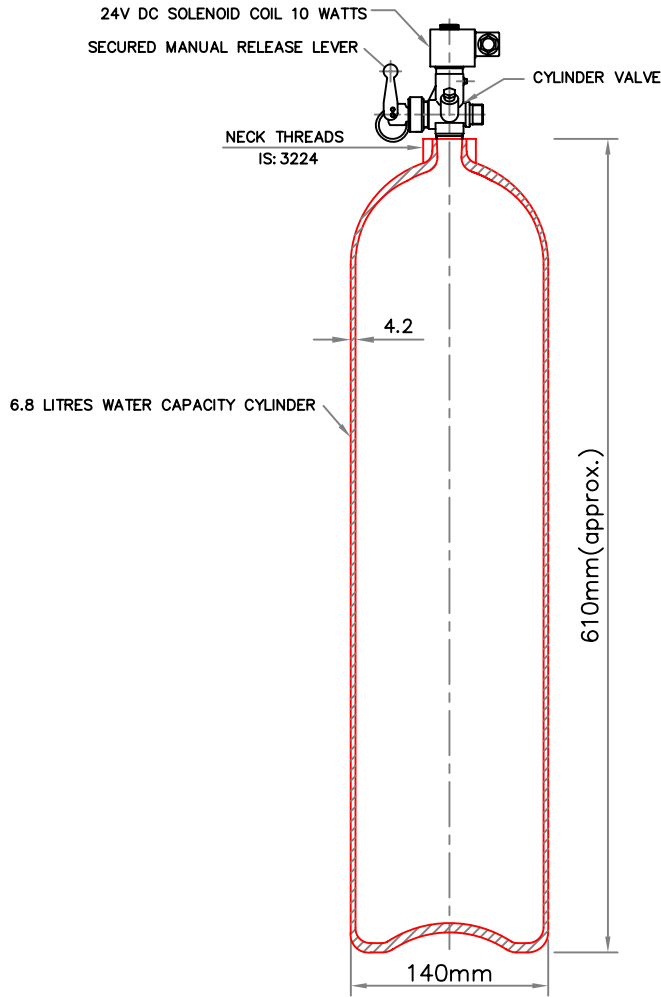 24V DC SOLENOID COIL 10 WATTS
SECURED MANUAL RELEASE LEVER
CYLINDER VALVE
NECK THREADS
IS: 3224
4.2
6.8 LITRES WATER CAPACITY CYLINDER
610mm(approx.)
140mm